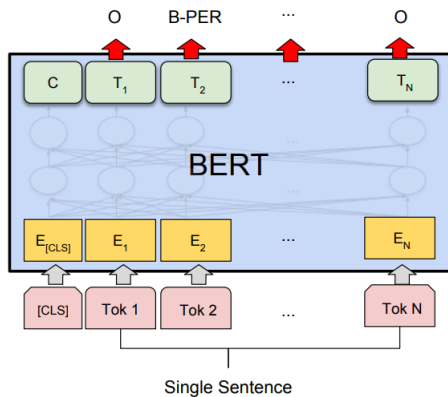 O B-PER ... O
C T1 T2 ... TN
...
BERT
...
E[CLS] E1 E2 ... EN
[CLS] Tok 1 Tok 2 ... Tok N
Single Sentence